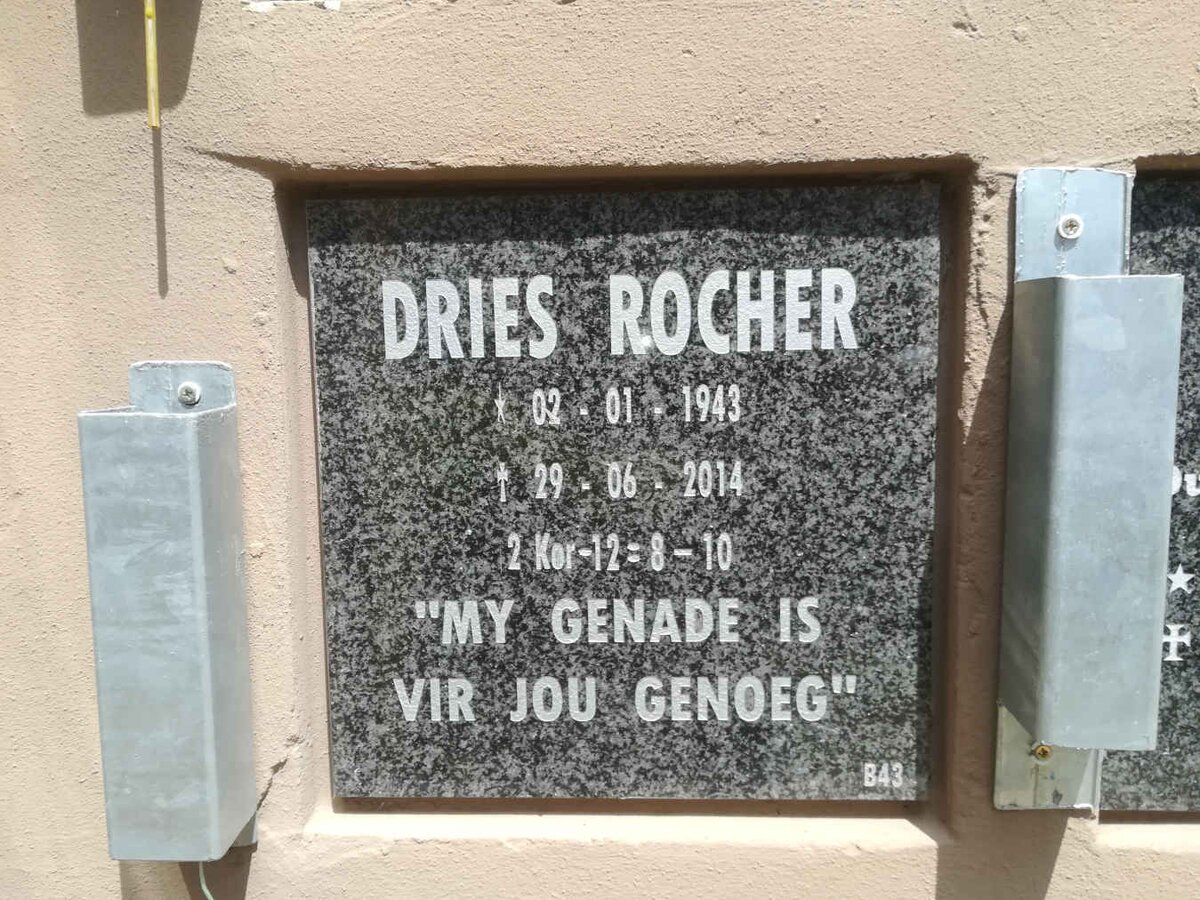 DRIES ROCHER
★ 02 - 01 - 1943
† 29 - 06 - 2014
2 Kor-12=8-10
"MY GENADE IS
VIR JOU GENOEG"
B43